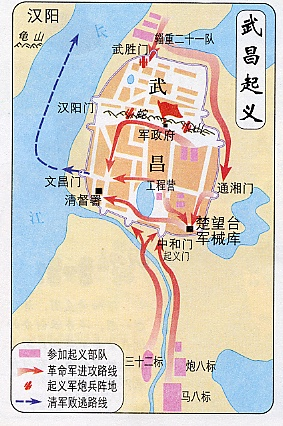 汉阳
龟山
长
江
武昌起义
辎重二十一队
武胜门
武
昌
汉阳门
蛇
山
军政府
文昌门
工程营
通湘门
清督署
楚望台
军械库
中和门
起义门
三十二标
炮八标
马八标
参加起义部队
革命军进攻路线
起义军炮兵阵地
清军败逃路线